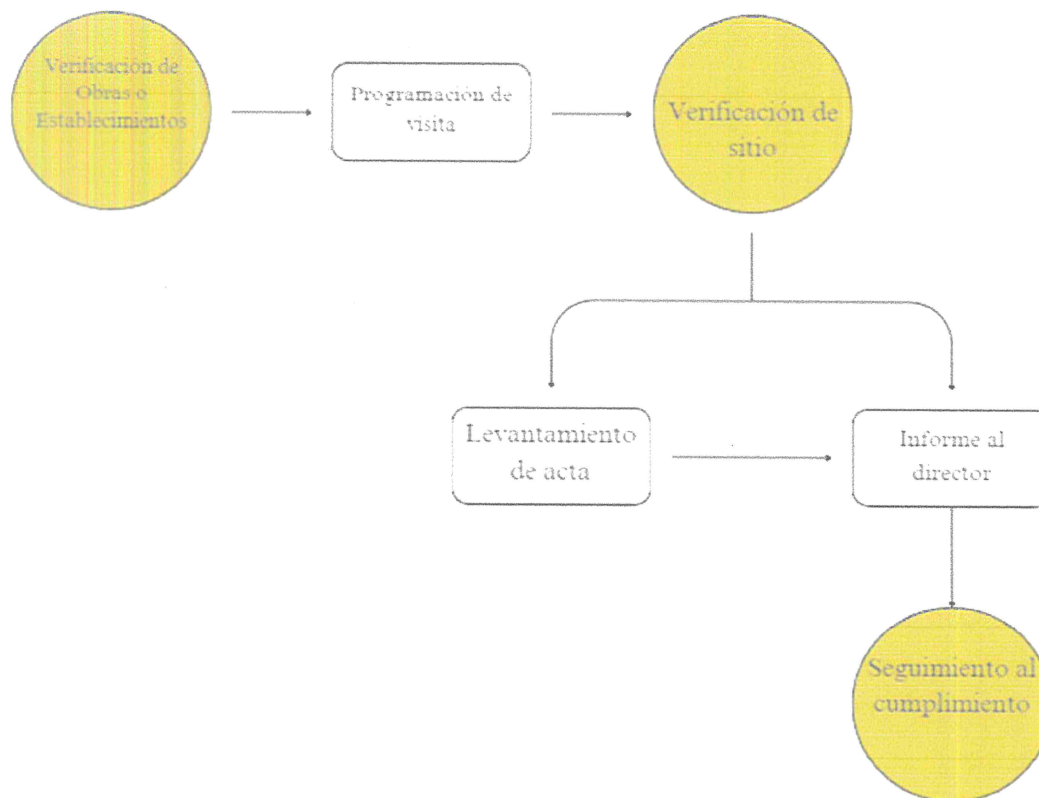 Verificación de
Obras o
Establecimientos
Programación de
visita
Verificación de
sitio
Levantamiento
de acta
Informe al
director
Seguimiento al
cumplimiento